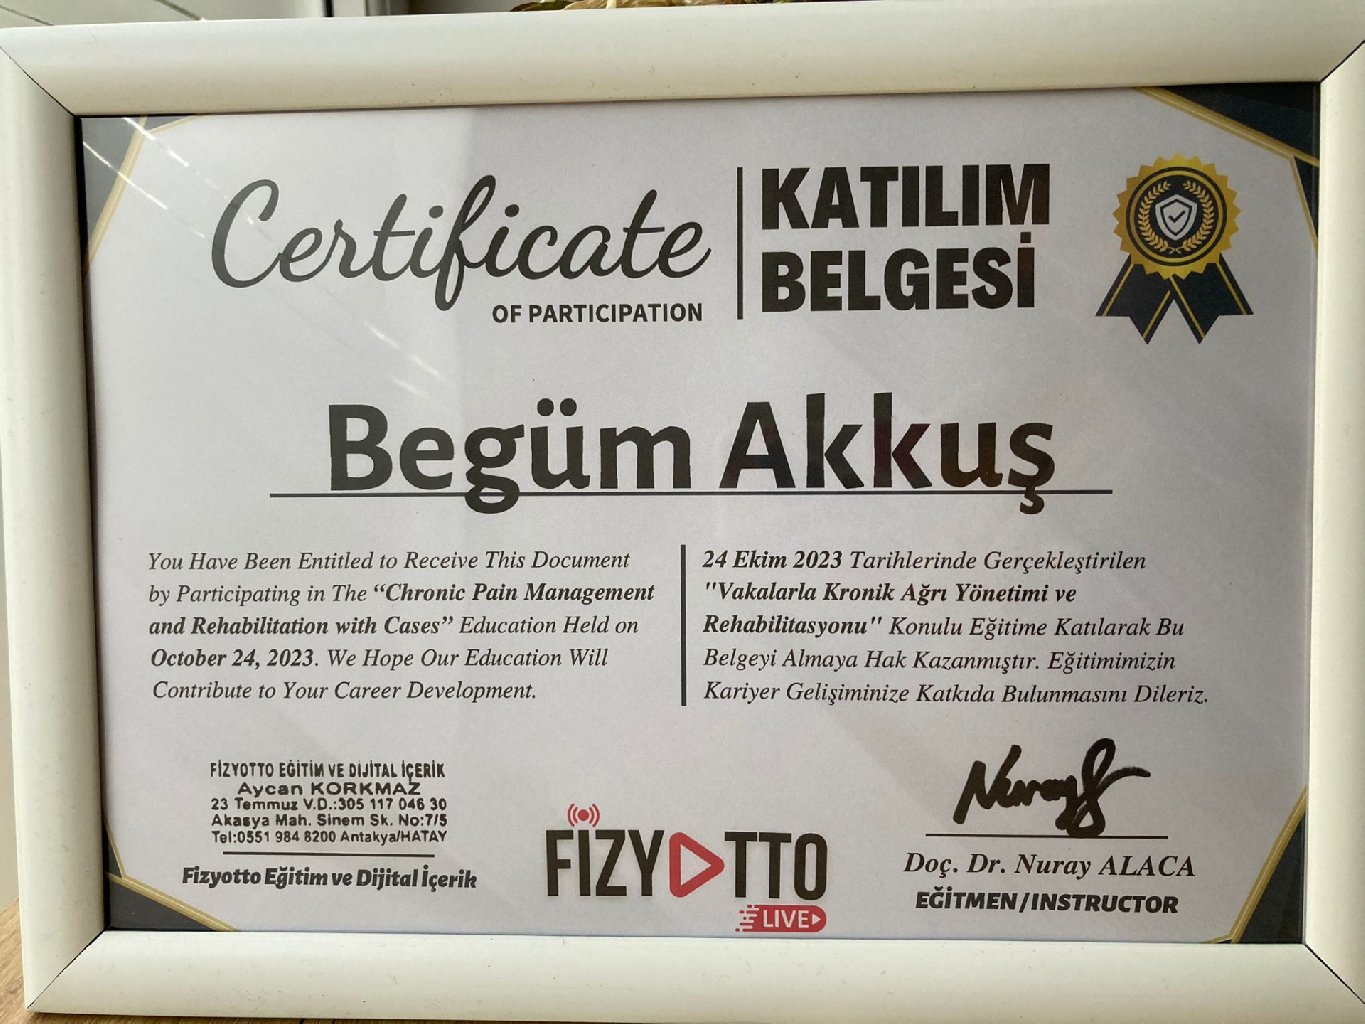 Certificate
OF PARTICIPATION
KATILIM
BELGESİ
Begüm Akkuş
You Have Been Entitled to Receive This Document
by Participating in The “Chronic Pain Management
and Rehabilitation with Cases” Education Held on
October 24, 2023. We Hope Our Education Will
Contribute to Your Career Development.
24 Ekim 2023 Tarihlerinde Gerçekleştirilen
"Vakalarla Kronik Ağrı Yönetimi ve
Rehabilitasyonu" Konulu Eğitime Katılarak Bu
Belgeyi Almaya Hak Kazanmıştır. Eğitimimizin
Kariyer Gelişiminize Katkıda Bulunmasını Dileriz.
FİZYOTTO EĞİTİM VE DİJİTAL İÇERİK
Aycan KORKMAZ
23 Temmuz V.D.:305 117 046 30
Akasya Mah. Sinem Sk. No:7/5
Tel:0551 984 8200 Antakya/HATAY
Fizyotto Eğitim ve Dijital İçerik
FİZYOTTO
LIVE
Nuray
Doç. Dr. Nuray ALACA
EĞİTMEN/INSTRUCTOR